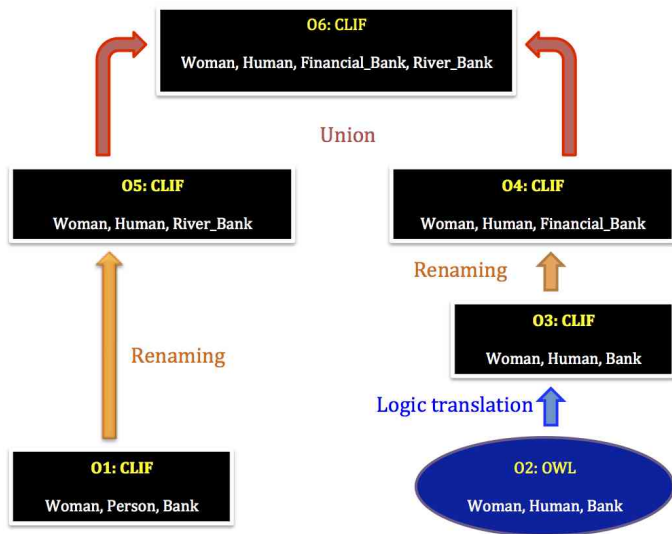 O6: CLIF
Woman, Human, Financial_Bank, River_Bank
Union
O5: CLIF
Woman, Human, River_Bank
O4: CLIF
Woman, Human, Financial_Bank
Renaming
O3: CLIF
Woman, Human, Bank
Renaming
Logic translation
O1: CLIF
Woman, Person, Bank
O2: OWL
Woman, Human, Bank